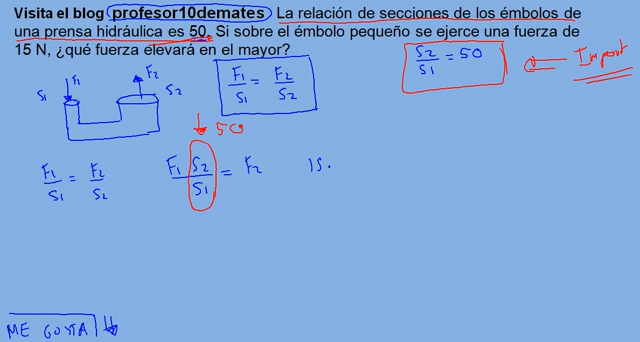 Visita el blog profesor10demates La relación de secciones de los émbolos de
una prensa hidráulica es 50. Si sobre el émbolo pequeño se ejerce una fuerza de
15 N, ¿qué fuerza elevará en el mayor?
S2/S1 = 50
Import
F1 F2
S1 S2
F1/S1 = F2/S2
50
F1/S1 = F2/S2
F1 S2/S1 = F2
15.
ME GUSTA